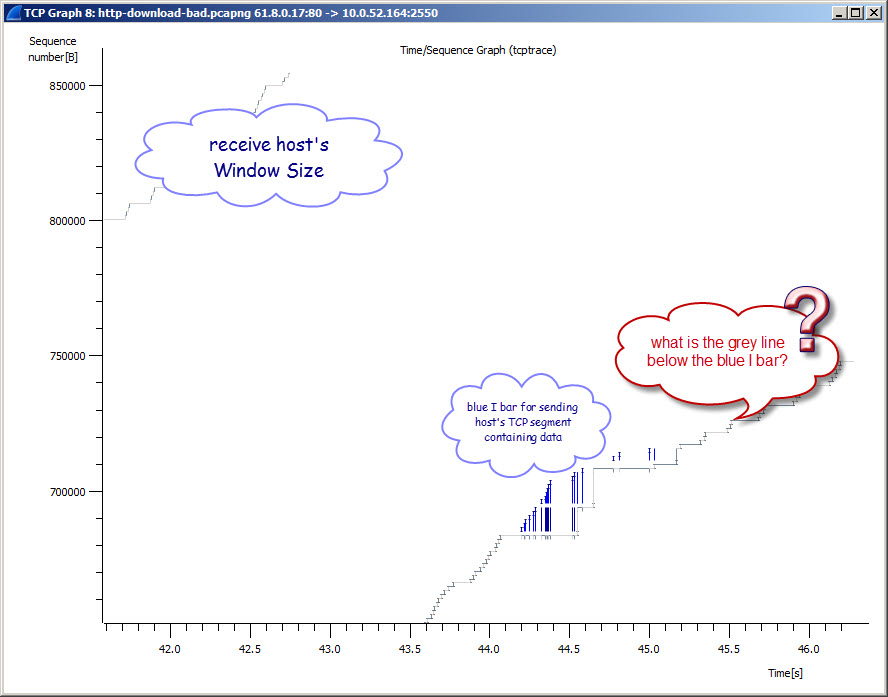 TCP Graph 8: http-download-bad.pcapng 61.8.0.17:80 -> 10.0.52.164:2550
Sequence
number[B]
Time/Sequence Graph (tcptrace)
850000
receive host's
Window Size
800000
?
what is the grey line
below the blue I bar?
750000
blue I bar for sending
host's TCP segment
containing data
700000
42.0 42.5 43.0 43.5 44.0 44.5 45.0 45.5 46.0
Time[s]